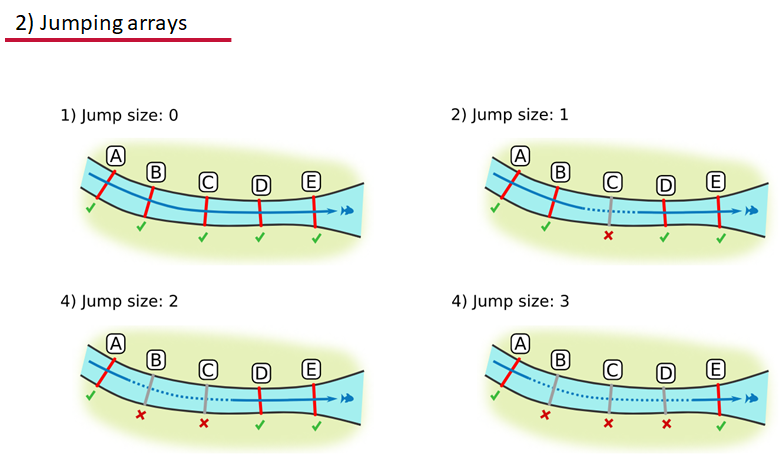 2) Jumping arrays
1) Jump size: 0
A
B
C
D
E
2) Jump size: 1
A
B
C
D
E
4) Jump size: 2
A
B
C
D
E
4) Jump size: 3
A
B
C
D
E